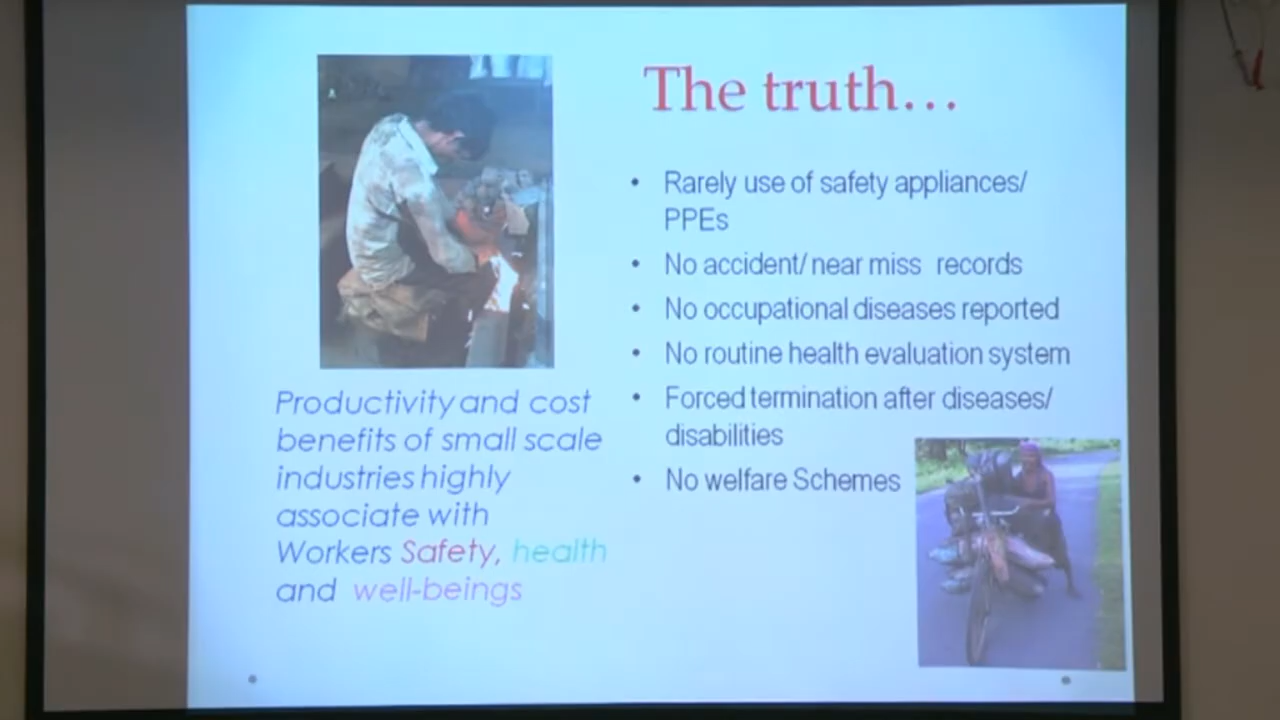 The truth…
• Rarely use of safety appliances/
PPEs
• No accident/ near miss records
• No occupational diseases reported
• No routine health evaluation system
• Forced termination after diseases/
disabilities
• No welfare Schemes
Productivity and cost
benefits of small scale
industries highly
associate with
Workers Safety, health
and well-beings